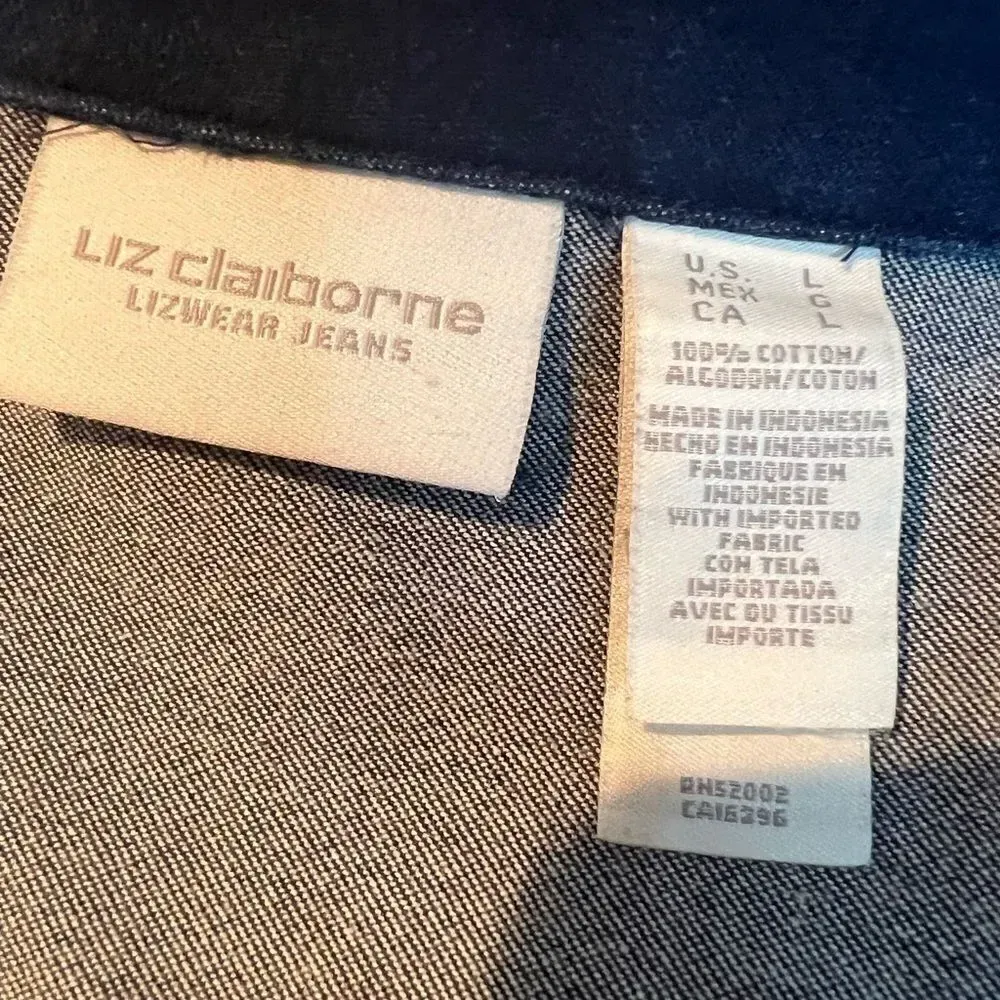 LIZ claiborne
LIZWEAR JEANS
U.S. L
MEX G
CA L
100% COTTON/
ALGODON/COTON
MADE IN INDONESIA
HECHO EN INDONESIA
FABRIQUE EN
INDONESIE
WITH IMPORTED
FABRIC
CON TELA
IMPORTADA
AVEC DU TISSU
IMPORTE
RN52002
CA16396